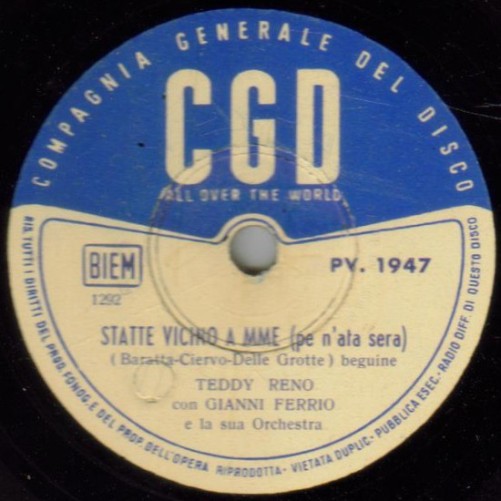 COMPAGNIA GENERALE DEL DISCO
CGD
ALL OVER THE WORLD
BIEM
PV. 1947
1292
STATTE VICINO A MME (pe n'ata sera)
(Baratta-Ciervo-Delle Grotte) beguine
TEDDY RENO
con GIANNI FERRIO
e la sua Orchestra
RIS. TUTTI I DIRITTI DEL PROD. FONOG. E DEL PROP. DELL'OPERA RIPRODOTTA - VIETATA DUPLIC. - PUBBLICA ESEC. - RADIO DIFF. DI QUESTO DISCO